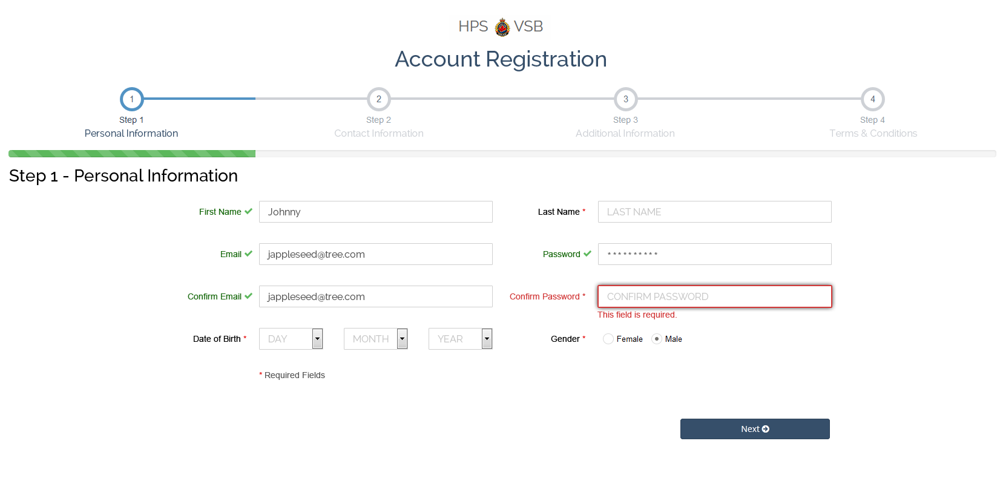 HPS VSB
Account Registration
1 2 3 4
Step 1 Step 2 Step 3 Step 4
Personal Information Contact Information Additional Information Terms & Conditions
Step 1 - Personal Information
First Name Johnny Last Name * LAST NAME
Email jappleseed@tree.com Password **********
Confirm Email jappleseed@tree.com Confirm Password * CONFIRM PASSWORD
This field is required.
Date of Birth * DAY MONTH YEAR Gender * Female Male
* Required Fields
Next